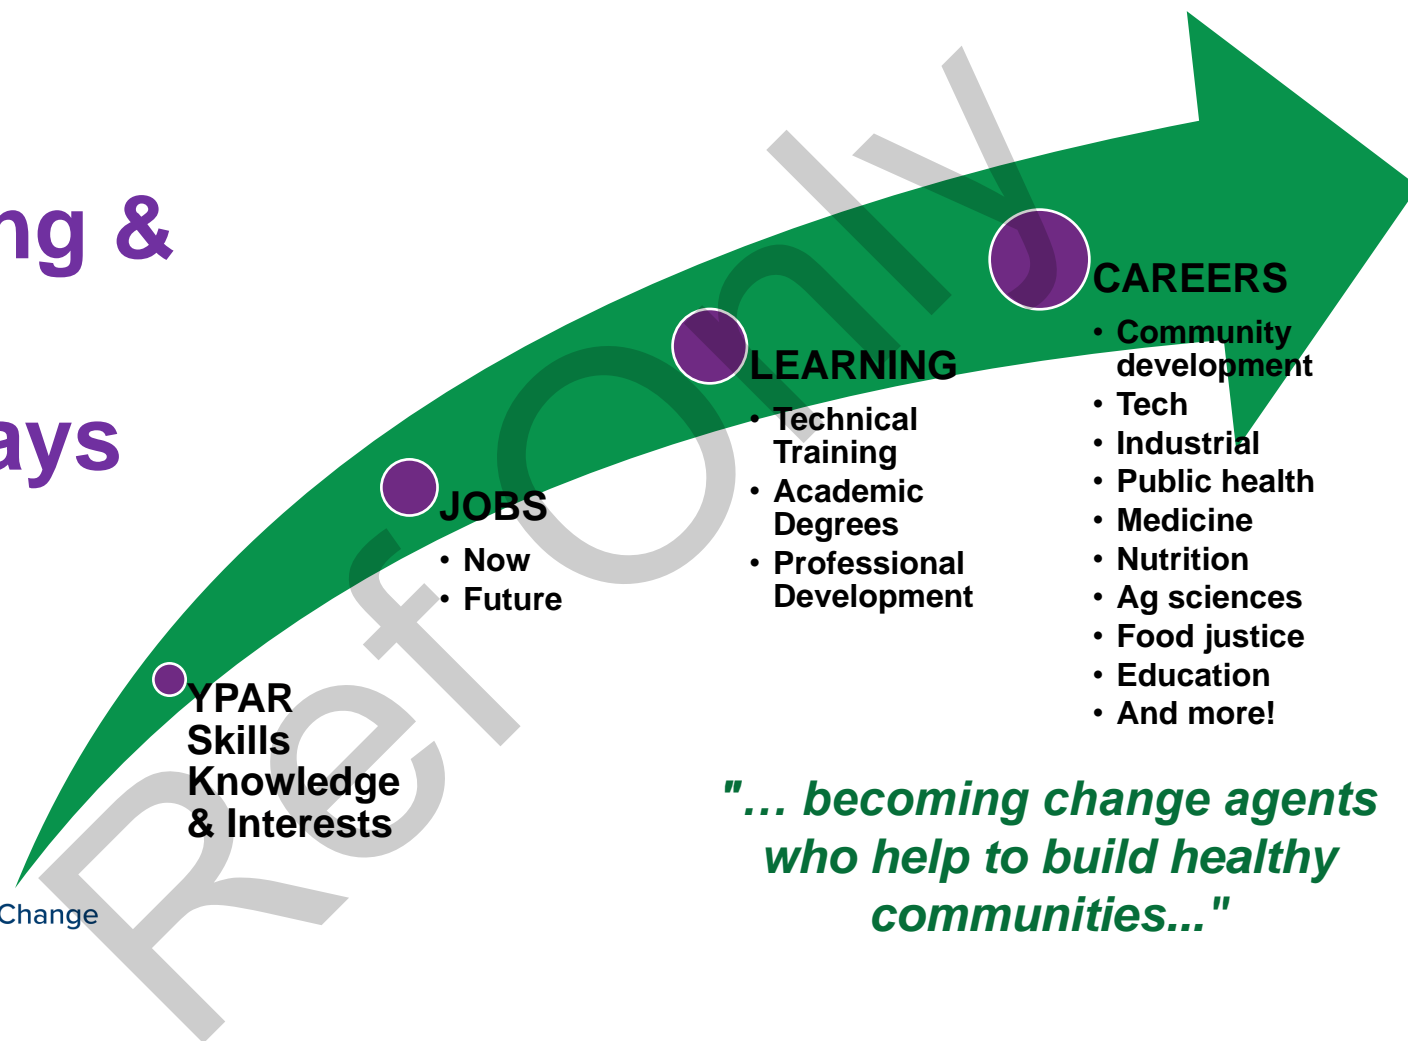 ng &
ays
CAREERS
• Community
development
• Tech
• Industrial
• Public health
• Medicine
• Nutrition
• Ag sciences
• Food justice
• Education
• And more!
LEARNING
• Technical
Training
• Academic
Degrees
• Professional
Development
JOBS
• Now
• Future
YPAR
Skills
Knowledge
& Interests
"… becoming change agents
who help to build healthy
communities..."
Change
Ref Only